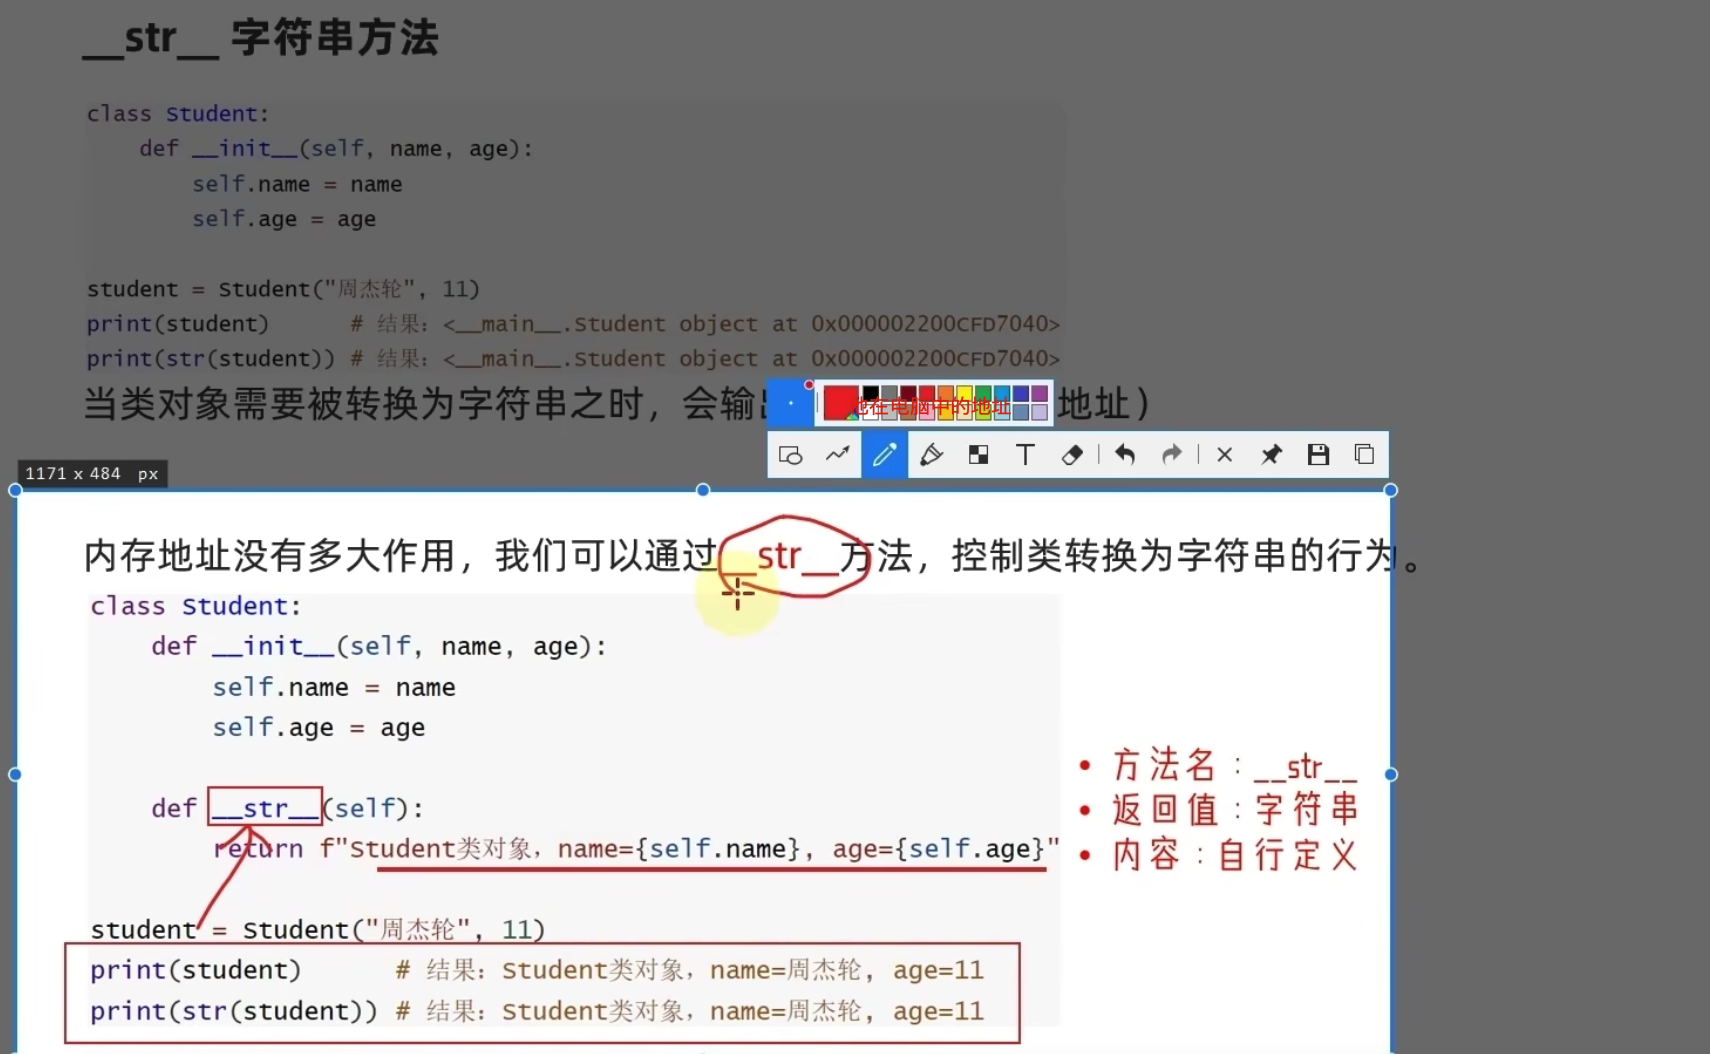 __str__ 字符串方法
class Student:
    def __init__(self, name, age):
        self.name = name
        self.age = age
student = Student("周杰轮", 11)
print(student)      # 结果：<__main__.Student object at 0x000002200CFD7040>
print(str(student)) # 结果：<__main__.Student object at 0x000002200CFD7040>
当类对象需要被转换为字符串之时，会输
地在电脑中的地址
地址）
1171 x 484 px
内存地址没有多大作用，我们可以通过__str__方法，控制类转换为字符串的行为。
class Student:
    def __init__(self, name, age):
        self.name = name
        self.age = age
    def __str__(self):
        return f"Student类对象，name={self.name}, age={self.age}"
• 方法名：__str__
• 返回值：字符串
• 内容：自行定义
student = Student("周杰轮", 11)
print(student)      # 结果：Student类对象，name=周杰轮, age=11
print(str(student)) # 结果：Student类对象，name=周杰轮, age=11